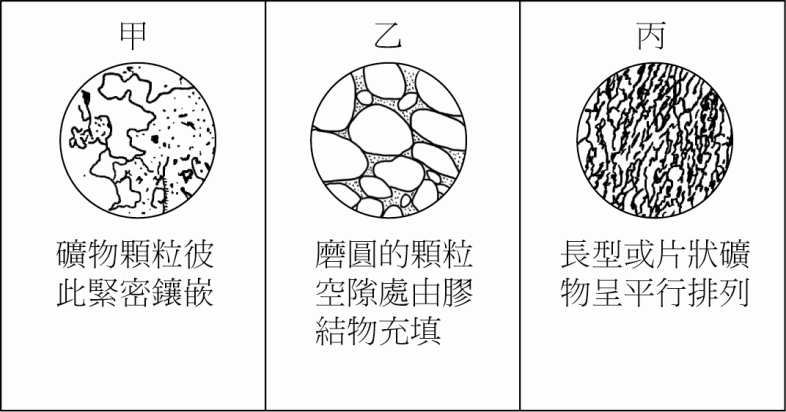 甲
礦物顆粒彼
此緊密鑲嵌
乙
磨圓的顆粒
空隙處由膠
結物充填
丙
長型或片狀礦
物呈平行排列